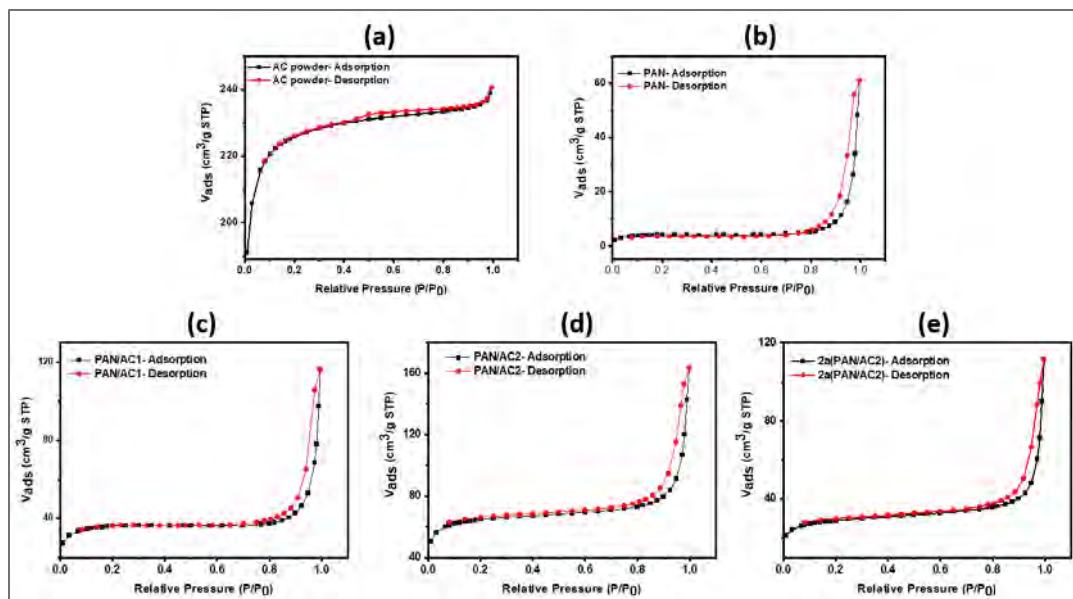 (a)
AC powder- Adsorption
AC powder- Desorption
240
220
200
Vads (cm3/g STP)
0.0 0.2 0.4 0.6 0.8 1.0
Relative Pressure (P/P0)
(b)
PAN- Adsorption
PAN- Desorption
60
40
20
0
Vads (cm3/g STP)
0.0 0.2 0.4 0.6 0.8 1.0
Relative Pressure (P/P0)
(c)
PAN/AC1- Adsorption
PAN/AC1- Desorption
120
80
40
Vads (cm3/g STP)
0.0 0.2 0.4 0.6 0.8 1.0
Relative Pressure (P/P0)
(d)
PAN/AC2- Adsorption
PAN/AC2- Desorption
160
120
80
40
Vads (cm3/g STP)
0.0 0.2 0.4 0.6 0.8 1.0
Relative Pressure (P/P0)
(e)
2a(PAN/AC2)- Adsorption
2a(PAN/AC2)- Desorption
120
80
40
Vads (cm3/g STP)
0.0 0.2 0.4 0.6 0.8 1.0
Relative Pressure (P/P0)